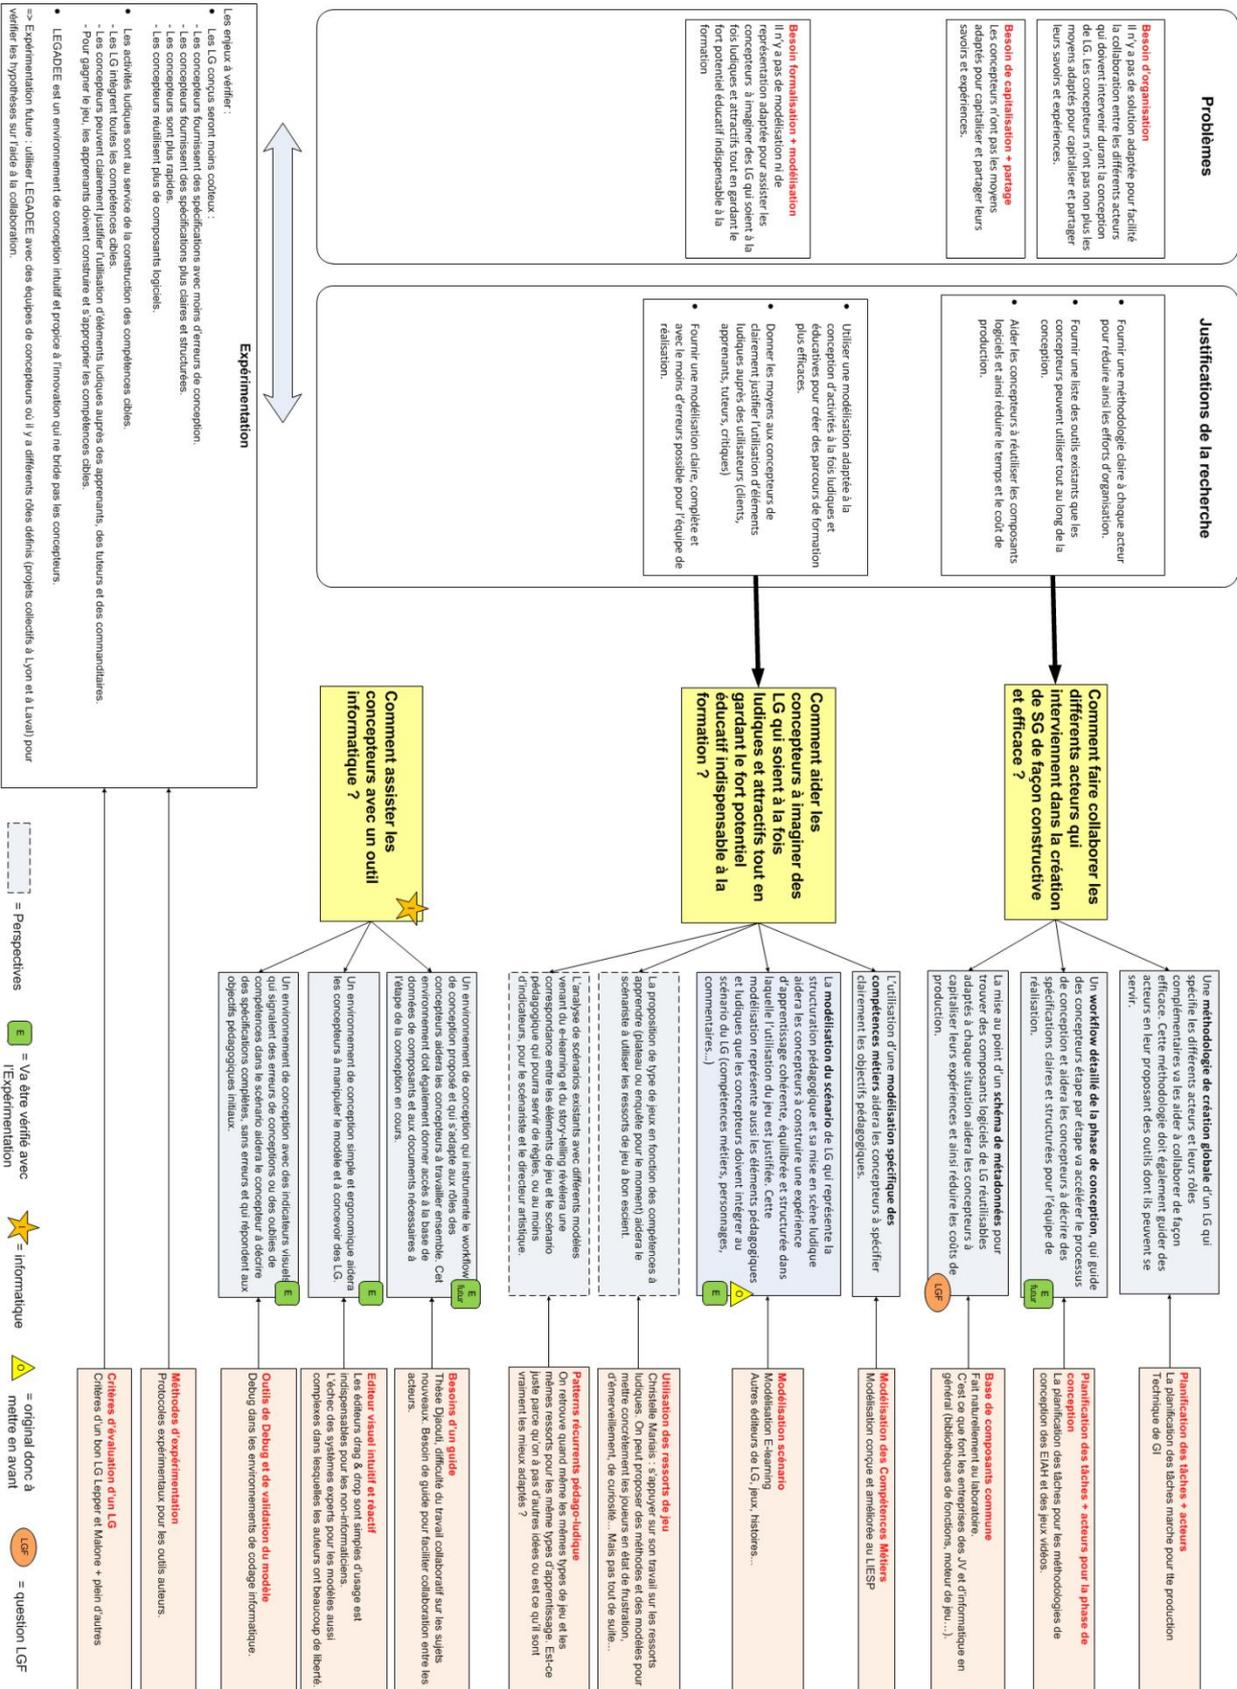 Problèmes
Besoin d'organisation
Il n'y a pas de solution adaptée pour facilité
la collaboration entre les différents acteurs
qui doivent intervenir durant la conception
de LG. Les concepteurs n'ont pas non plus les
moyens adaptés pour capitaliser et partager
leurs savoirs et expériences.
Besoin de capitalisation + partage
Les concepteurs n'ont pas les moyens
adaptés pour capitaliser et partager leurs
savoirs et expériences.
Besoin formalisation + modélisation
Il n'y a pas de modélisation ni de
représentation adaptée pour assister les
concepteurs à imaginer des LG qui soient à la
fois ludiques et attractifs tout en gardant le
fort potentiel éducatif indispensable à la
formation
Justifications de la recherche
• Fournir une méthodologie claire à chaque acteur
pour réduire ainsi les efforts d'organisation.
• Fournir une liste des outils existants que les
concepteurs peuvent utiliser tout au long de la
conception.
• Aider les concepteurs à réutiliser les composants
logiciels et ainsi réduire le temps et le coût de
production.
• Utiliser une modélisation adaptée à la
conception d'activités à la fois ludiques et
éducatives pour créer des parcours de formation
plus efficaces.
• Donner les moyens aux concepteurs de
clairement justifier l'utilisation d'éléments
ludiques auprès des utilisateurs (clients,
apprenants, tuteurs, critiques)
• Fournir une modélisation claire, complète et
avec le moins d'erreurs possible pour l'équipe de
réalisation.
Comment faire collaborer les
différents acteurs qui
interviennent dans la création
de SG de façon constructive
et efficace ?
Comment aider les
concepteurs à imaginer des
LG qui soient à la fois
ludiques et attractifs tout en
gardant le fort potentiel
éducatif indispensable à la
formation ?
Comment assister les
concepteurs avec un outil
informatique ?
I
Une méthodologie de création globale d'un LG qui
spécifie les différents acteurs et leurs rôles
complémentaires va les aider à collaborer de façon
efficace. Cette méthodologie doit également guider des
acteurs en leur proposant des outils dont ils peuvent se
servir.
Un workflow détaillé de la phase de conception, qui guide
des concepteurs étape par étape va accélérer le processus
de conception et aidera les concepteurs à décrire des
spécifications claires et structurées pour l'équipe de
réalisation.
E
futur
La mise au point d'un schéma de métadonnées pour
trouver des composants logiciels de LG réutilisables
adaptés à chaque situation aidera les concepteurs à
capitaliser leurs expériences et ainsi réduire les coûts de
production.
LGF
L'utilisation d'une modélisation spécifique des
compétences métiers aidera les concepteurs à spécifier
clairement les objectifs pédagogiques.
La modélisation du scénario de LG qui représente la
structuration pédagogique et sa mise en scène ludique
aidera les concepteurs à construire une expérience
d'apprentissage cohérente, équilibrée et structurée dans
laquelle l'utilisation du jeu est justifiée. Cette
modélisation représente aussi les éléments pédagogiques
et ludiques que les concepteurs doivent intégrer au
scénario du LG (compétences métiers, personnages,
commentaires…)
O
E
La proposition de type de jeux en fonction des compétences à
apprendre (plateau ou enquête pour le moment) aidera le
scénariste à utiliser les ressorts de jeu à bon escient.
L'analyse de scénarios existants avec différents modèles
venant du e-learning et du story-telling révélera une
correspondance entre les éléments de jeu et le scénario
pédagogique qui pourra servir de règles, ou au moins
d'indicateurs, pour le scénariste et le directeur artistique.
Un environnement de conception qui instrumente le workflow
de conception proposé et qui s'adapte aux rôles des
concepteurs aidera les concepteurs à travailler ensemble. Cet
environnement doit également donner accès à la base de
données de composants et aux documents nécessaires à
l'étape de la conception en cours.
E
futur
Un environnement de conception simple et ergonomique aidera
les concepteurs à manipuler le modèle et à concevoir des LG.
E
Un environnement de conception avec des indicateurs visuels
qui signalent des erreurs de conceptions ou des oublies de
compétences dans le scénario aidera le concepteur à décrire
des spécifications complètes, sans erreurs et qui répondent aux
objectifs pédagogiques initiaux.
E
Planification des tâches + acteurs
La planification des tâches marche pour tte production
Technique de GI
Planification des tâches + acteurs pour la phase de
conception
La planification des tâches pour les méthodologies de
conception des EIAH et des jeux vidéos.
Base de composants commune
Fait naturellement au laboratoire.
C'est ce que font les entreprises des JV et d'informatique en
général (bibliothèques de fonctions, moteur de jeu…).
Modélisation des Compétences Métiers
Modélisation conçue et améliorée au LIESP
Modélisation scénario
Modélisation E-learning
Autres éditeurs de LG, jeux, histoires...
Utilisation des ressorts de jeu
Christelle Mariais : s'appuyer sur son travail sur les ressorts
ludiques. On peut proposer des méthodes et des modèles pour
mettre concrètement les joueurs en état de frustration,
d'émerveillement, de curiosité… Mais pas tout de suite…
Patterns récurrents pédago-ludique
On retrouve quand même les mêmes types de jeu et les
mêmes ressorts pour les même types d'apprentissage. Est-ce
juste parce qu'on à pas d'autres idées ou est ce qu'il sont
vraiment les mieux adaptés ?
Besoins d'un guide
Thèse Djaouti, difficulté du travail collaboratif sur les sujets
nouveaux. Besoin de guide pour faciliter collaboration entre les
acteurs.
Editeur visuel intuitif et réactif
Les éditeurs drag & drop sont simples d'usage est
indispensables pour les non-informaticiens.
L'échec des systèmes experts pour les modèles aussi
complexes dans lesquelles les auteurs ont beaucoup de liberté.
Outils de Debug et de validation du modèle
Debug dans les environnements de codage informatique.
Méthodes d'expérimentation
Protocoles expérimentaux pour les outils auteurs.
Critères d'évaluation d'un LG
Critères d'un bon LG Lepper et Malone + plein d'autres
Expérimentation
Les enjeux à vérifier :
• Les LG conçus seront moins coûteux :
- Les concepteurs fournissent des spécifications avec moins d'erreurs de conception.
- Les concepteurs fournissent des spécifications plus claires et structurées.
- Les concepteurs sont plus rapides.
- Les concepteurs réutilisent plus de composants logiciels.
• Les activités ludiques sont au service de la construction des compétences cibles.
- Les LG intègrent toutes les compétences cibles.
- Les concepteurs peuvent clairement justifier l'utilisation d'éléments ludiques auprès des apprenants, des tuteurs et des commanditaires.
- Pour gagner le jeu, les apprenants doivent construire et s'approprier les compétences cibles.
• LEGADEE est un environnement de conception intuitif et propice à l'innovation qui ne bride pas les concepteurs.
=> Expérimentation future : utiliser LEGADEE avec des équipes de concepteurs où il y a différents rôles définis (projets collectifs à Lyon et à Laval) pour
vérifier les hypothèses sur l'aide à la collaboration.
= Perspectives
E = Va être vérifié avec
l'Expérimentation
I = informatique
O = original donc à
mettre en avant
LGF = question LGF